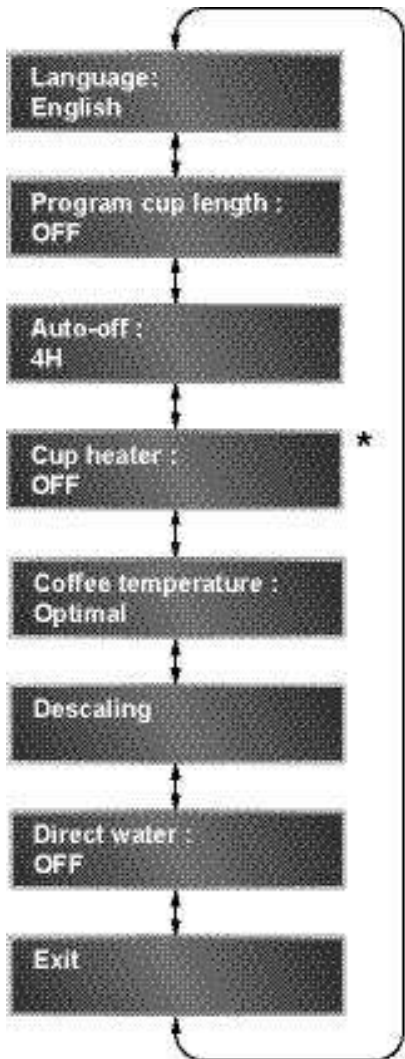 Language:
English
Program cup length :
OFF
Auto-off :
4H
Cup heater :
OFF
*
Coffee temperature :
Optimal
Descaling
Direct water :
OFF
Exit